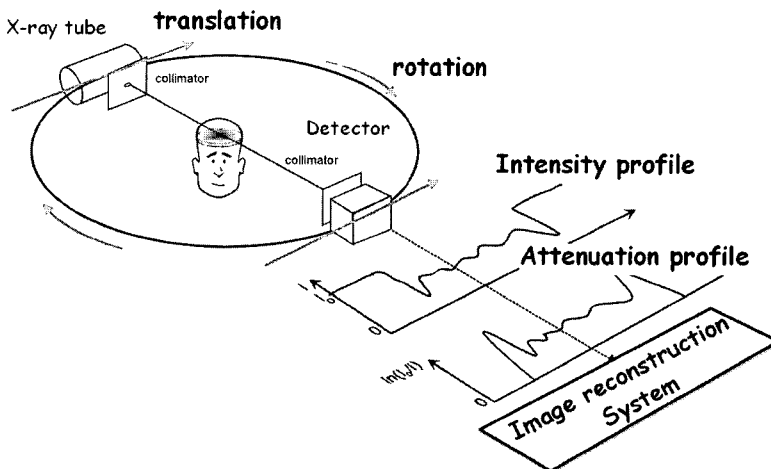 X-ray tube
translation
collimator
rotation
Detector
collimator
Intensity profile
I
I₀
0
Attenuation profile
ln(I₀/I)
0
Image reconstruction
System